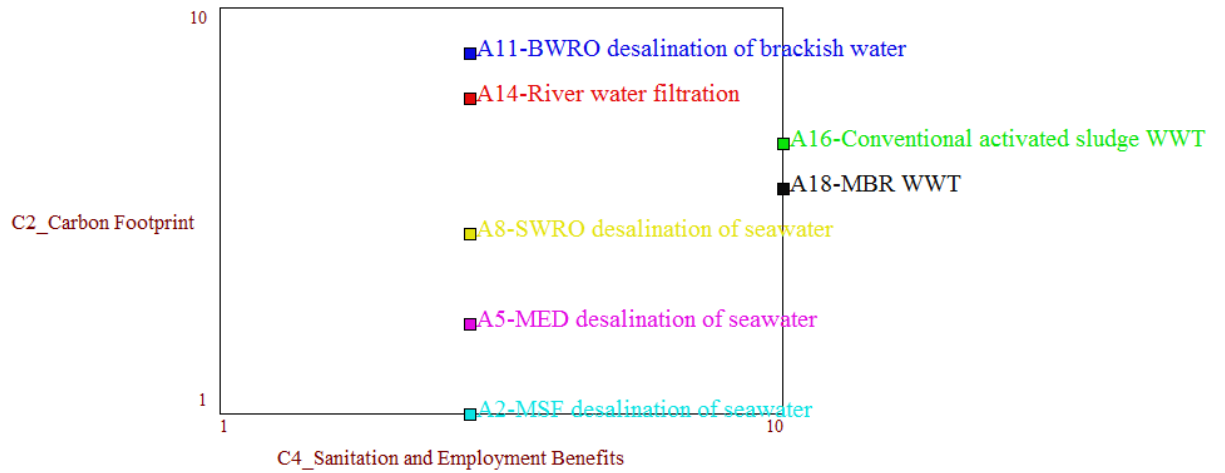 10
A11-BWRO desalination of brackish water
A14-River water filtration
A16-Conventional activated sludge WWT
A18-MBR WWT
C2_Carbon Footprint
A8-SWRO desalination of seawater
A5-MED desalination of seawater
1
A2-MSF desalination of seawater
1
10
C4_Sanitation and Employment Benefits